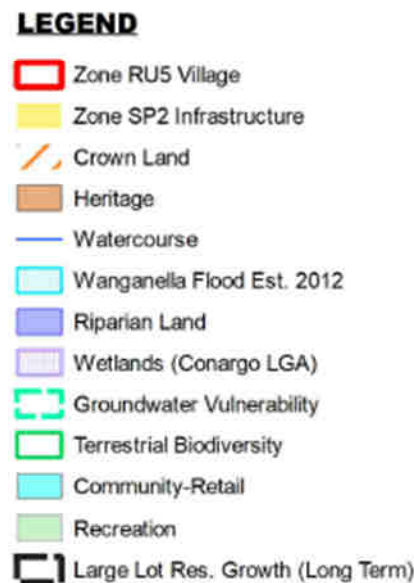 LEGEND
Zone RU5 Village
Zone SP2 Infrastructure
Crown Land
Heritage
Watercourse
Wanganella Flood Est. 2012
Riparian Land
Wetlands (Conargo LGA)
Groundwater Vulnerability
Terrestrial Biodiversity
Community-Retail
Recreation
Large Lot Res. Growth (Long Term)